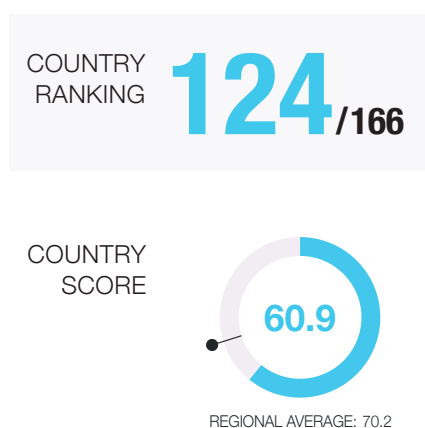 COUNTRY
RANKING
124/166
COUNTRY
SCORE
60.9
REGIONAL AVERAGE: 70.2